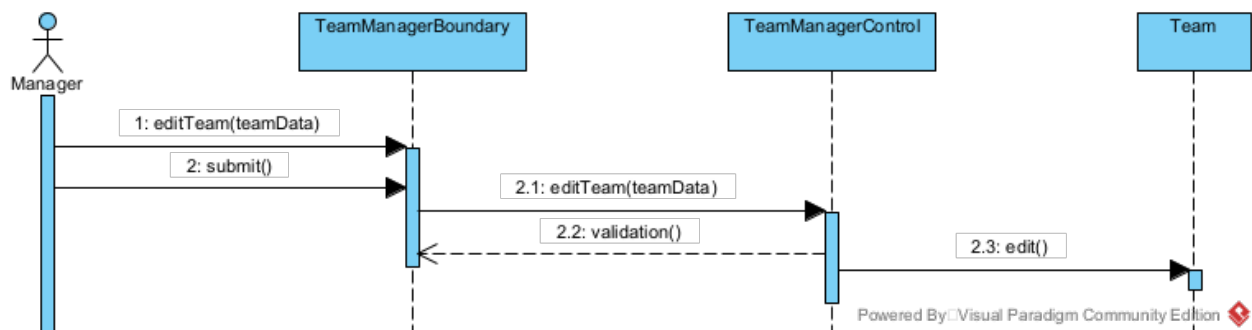 TeamManagerBoundary
TeamManagerControl
Team
Manager
1: editTeam(teamData)
2: submit()
2.1: editTeam(teamData)
2.2: validation()
2.3: edit()
Powered By Visual Paradigm Community Edition